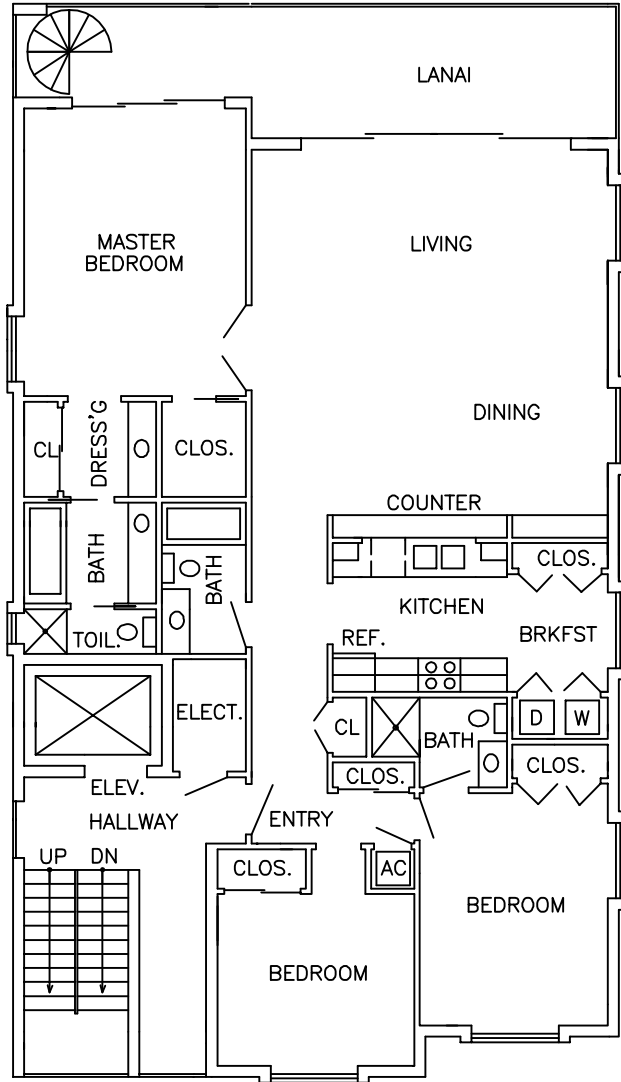 LANAI
MASTER
BEDROOM
LIVING
DINING
CL
DRESS'G
CLOS.
COUNTER
BATH
BATH
CLOS.
KITCHEN
BRKFST
TOIL.
REF.
ELECT.
CL
BATH
D
W
CLOS.
CLOS.
ELEV.
HALLWAY
ENTRY
UP
DN
CLOS.
AC
BEDROOM
BEDROOM